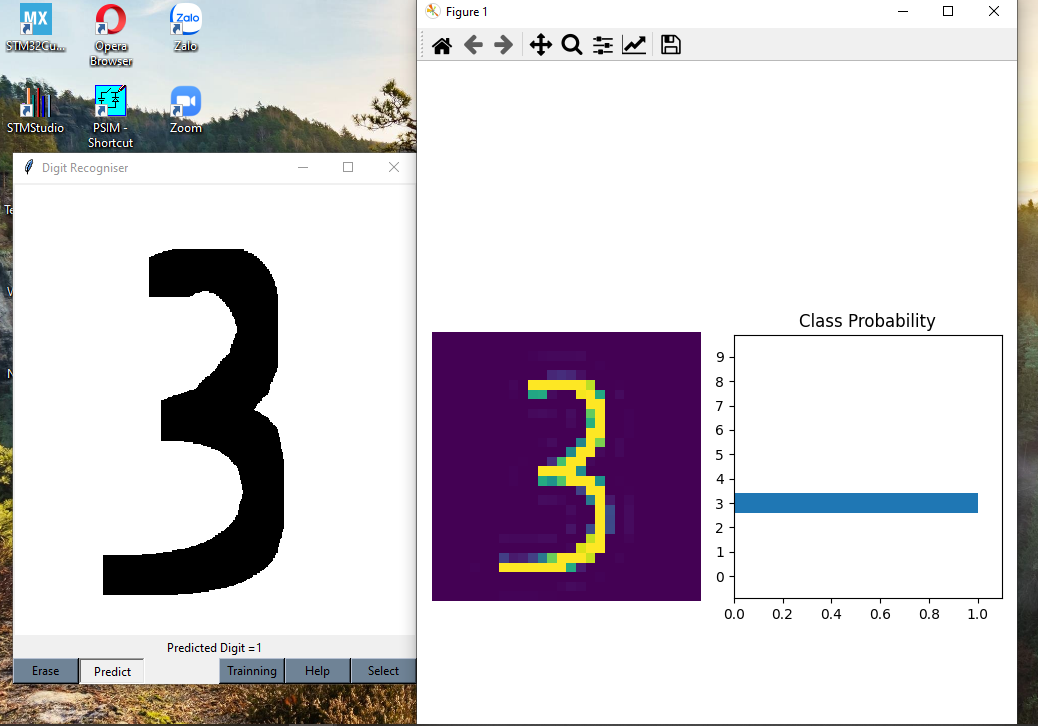 MX
Zalo
STM32Cu...
Opera
Browser
Zalo
STMStudio
PSIM -
Shortcut
Zoom
Figure 1
Digit Recogniser
3
Predicted Digit =1
Erase
Predict
Trainning
Help
Select
3
Class Probability
9
8
7
6
5
4
3
2
1
0
0.0 0.2 0.4 0.6 0.8 1.0